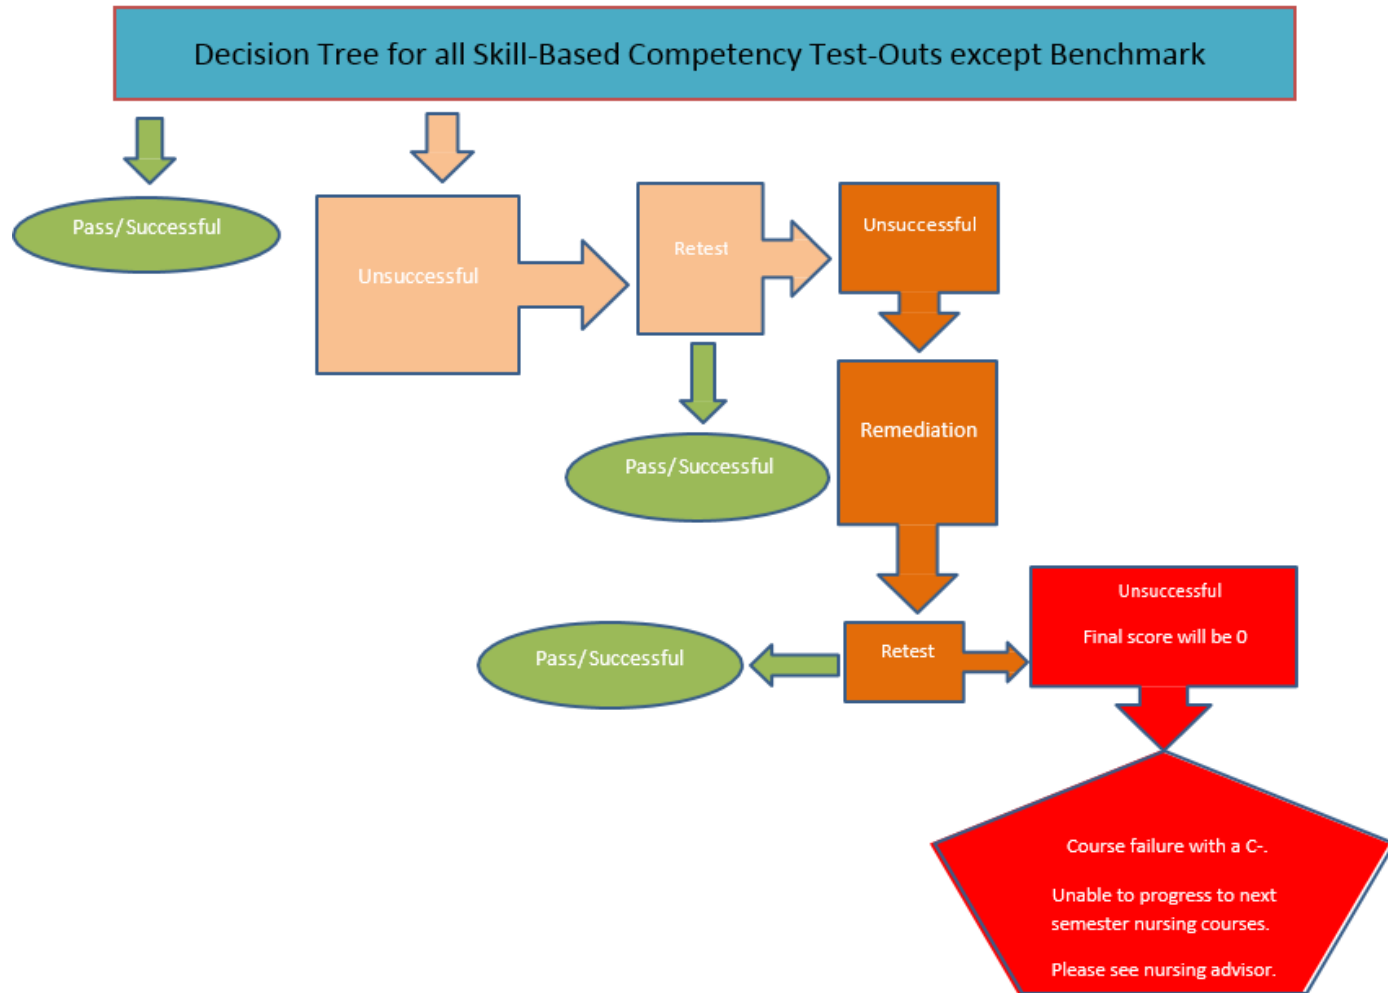 Decision Tree for all Skill-Based Competency Test-Outs except Benchmark
Pass/Successful
Unsuccessful
Retest
Unsuccessful
Pass/Successful
Remediation
Pass/Successful
Retest
Unsuccessful
Final score will be 0
Course failure with a C-.
Unable to progress to next
semester nursing courses.
Please see nursing advisor.